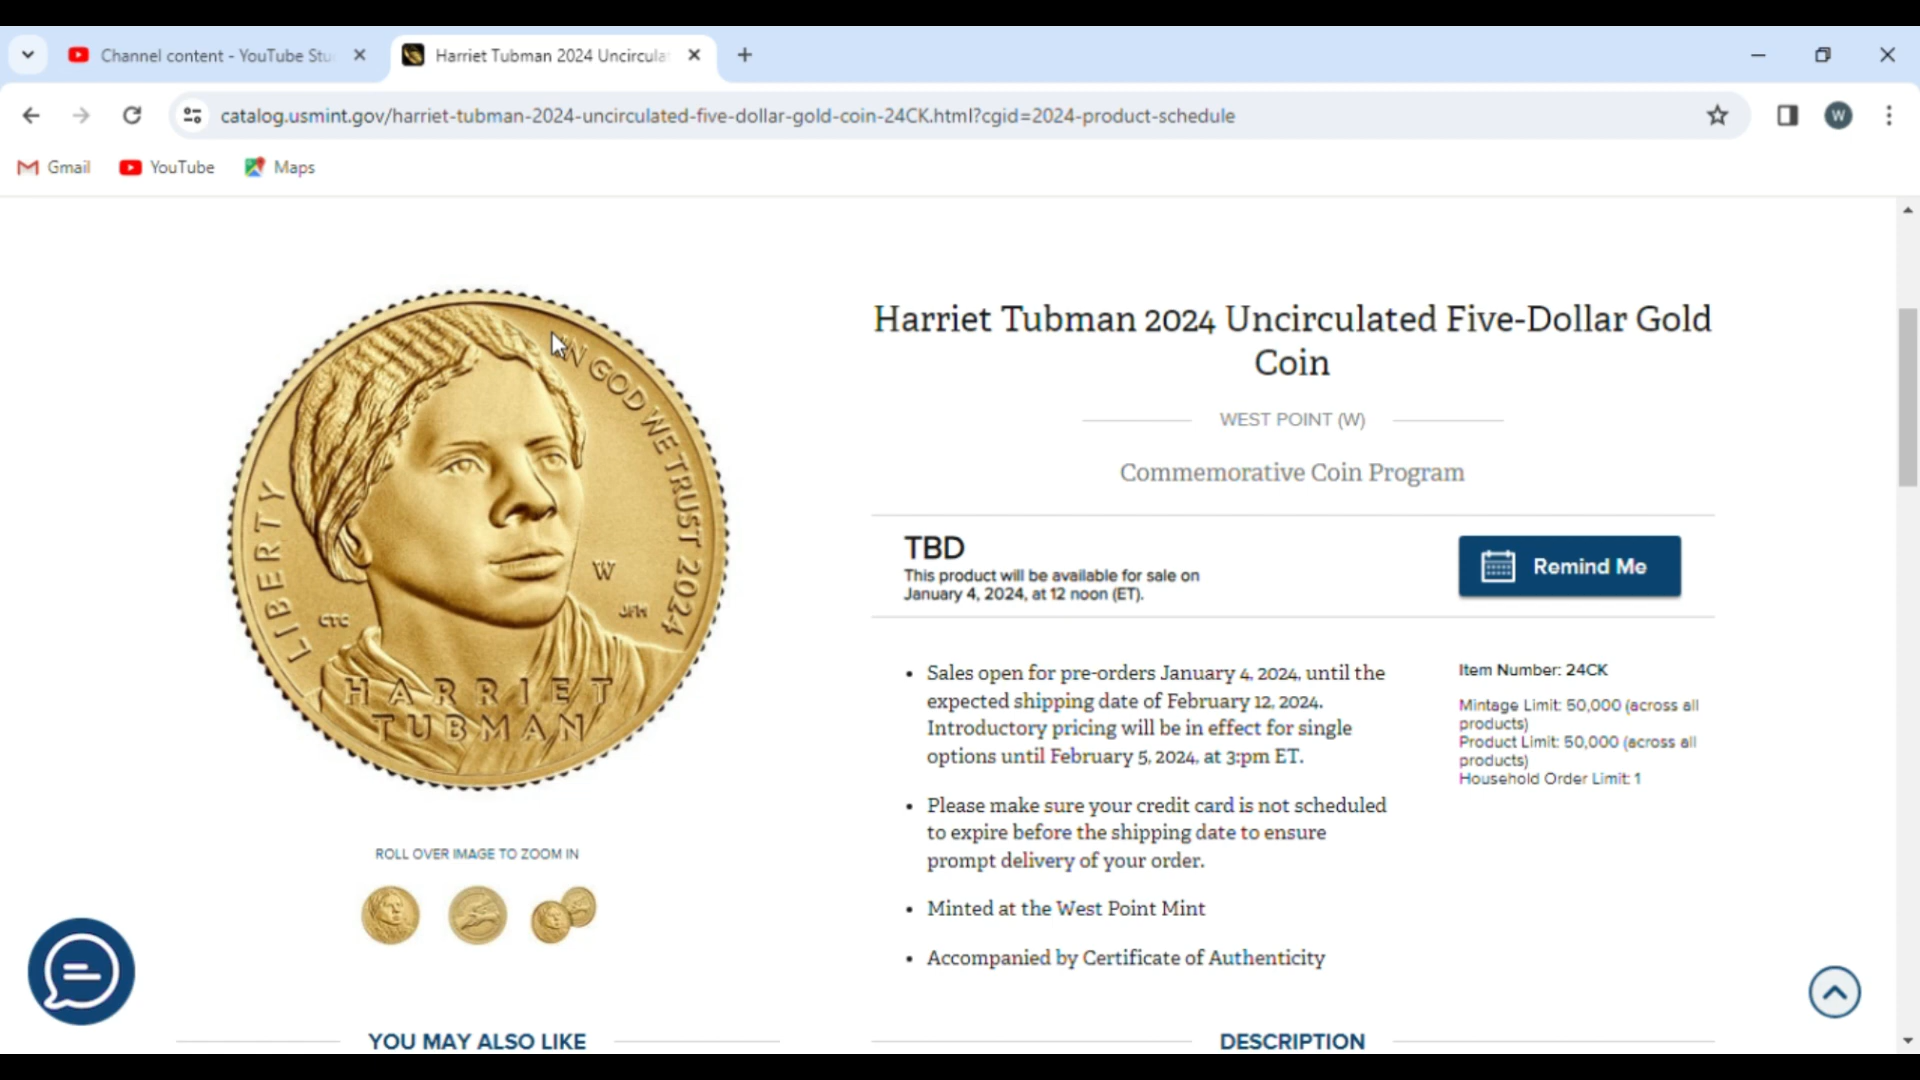 Channel content - YouTube Stu
Harriet Tubman 2024 Uncircula
catalog.usmint.gov/harriet-tubman-2024-uncirculated-five-dollar-gold-coin-24CK.html?cgid=2024-product-schedule
W
Gmail
YouTube
Maps
IN GOD WE TRUST 2024
LIBERTY
W
CTC
JFM
HARRIET
TUBMAN
ROLL OVER IMAGE TO ZOOM IN
YOU MAY ALSO LIKE
Harriet Tubman 2024 Uncirculated Five-Dollar Gold
Coin
WEST POINT (W)
Commemorative Coin Program
TBD
This product will be available for sale on
January 4, 2024, at 12 noon (ET).
Remind Me
• Sales open for pre-orders January 4, 2024, until the
expected shipping date of February 12, 2024.
Introductory pricing will be in effect for single
options until February 5, 2024, at 3:pm ET.
• Please make sure your credit card is not scheduled
to expire before the shipping date to ensure
prompt delivery of your order.
• Minted at the West Point Mint
• Accompanied by Certificate of Authenticity
Item Number: 24CK
Mintage Limit: 50,000 (across all
products)
Product Limit: 50,000 (across all
products)
Household Order Limit: 1
DESCRIPTION